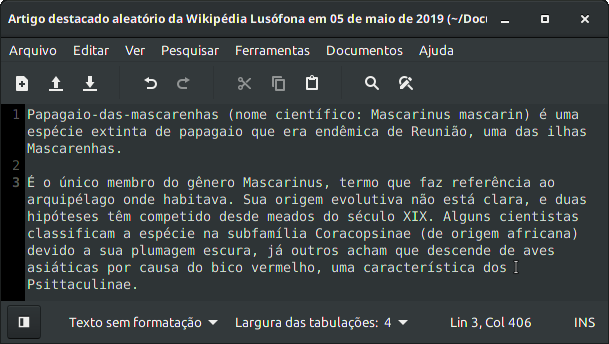 Artigo destacado aleatório da Wikipédia Lusófona em 05 de maio de 2019 (~/Docu
Arquivo Editar Ver Pesquisar Ferramentas Documentos Ajuda
1 Papagaio-das-mascarenhas (nome científico: Mascarinus mascarin) é uma
espécie extinta de papagaio que era endêmica de Reunião, uma das ilhas
Mascarenhas.
2
3 É o único membro do gênero Mascarinus, termo que faz referência ao
arquipélago onde habitava. Sua origem evolutiva não está clara, e duas
hipóteses têm competido desde meados do século XIX. Alguns cientistas
classificam a espécie na subfamília Coracopsinae (de origem africana)
devido a sua plumagem escura, já outros acham que descende de aves
asiáticas por causa do bico vermelho, uma característica dos
Psittaculinae.
Texto sem formatação Largura das tabulações: 4 Lin 3, Col 406 INS